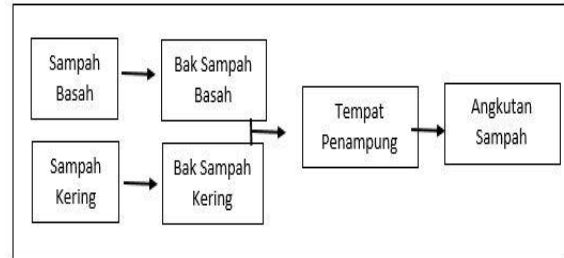 Sampah
Basah
Bak Sampah
Basah
Tempat
Penampung
Angkutan
Sampah
Sampah
Kering
Bak Sampah
Kering